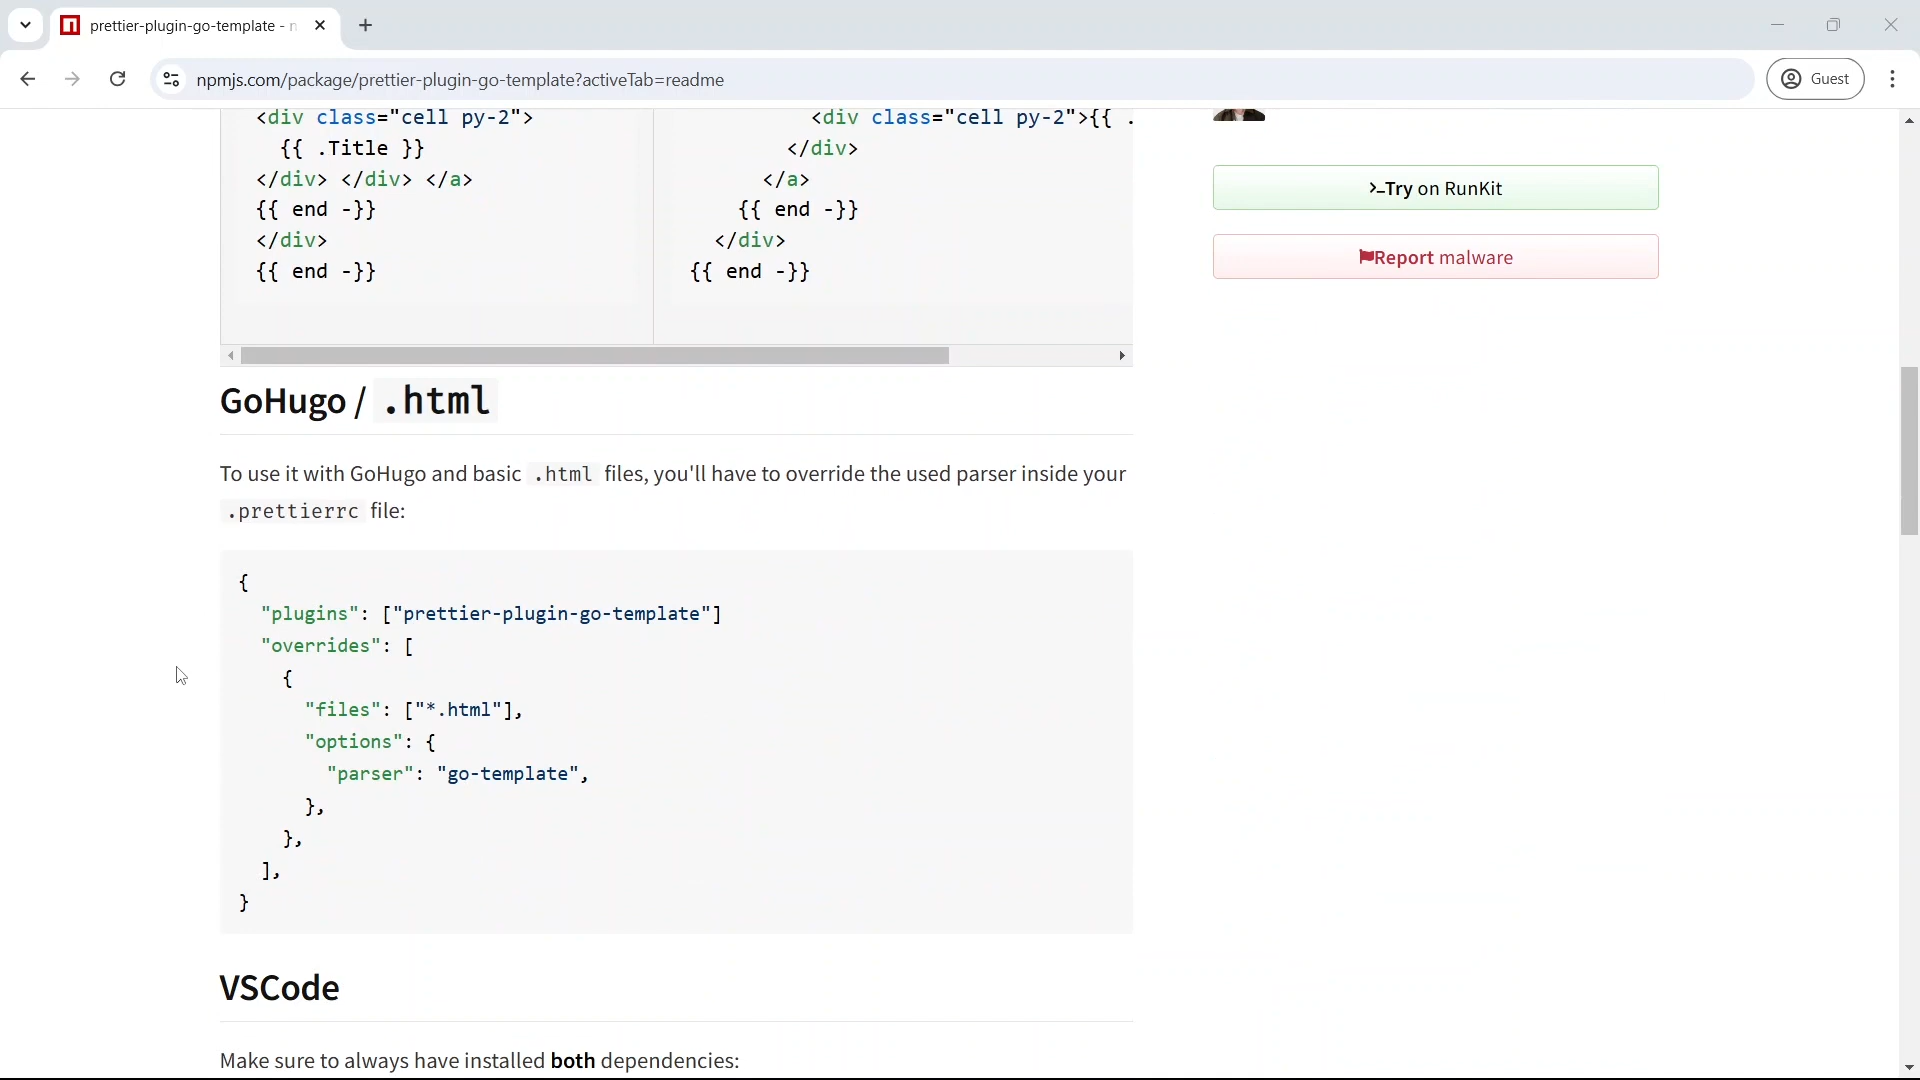 prettier-plugin-go-template - n
npmjs.com/package/prettier-plugin-go-template?activeTab=readme
Guest
<div class="cell py-2">
{{ .Title }}
</div> </div> </a>
{{ end -}}
</div>
{{ end -}}
<div class="cell py-2">{{ .
</div>
</a>
{{ end -}}
</div>
{{ end -}}
>_Try on RunKit
Report malware
GoHugo / .html
To use it with GoHugo and basic .html files, you'll have to override the used parser inside your
.prettierrc file:
{
"plugins": ["prettier-plugin-go-template"]
"overrides": [
{
"files": ["*.html"],
"options": {
"parser": "go-template",
},
},
],
}
VSCode
Make sure to always have installed both dependencies: